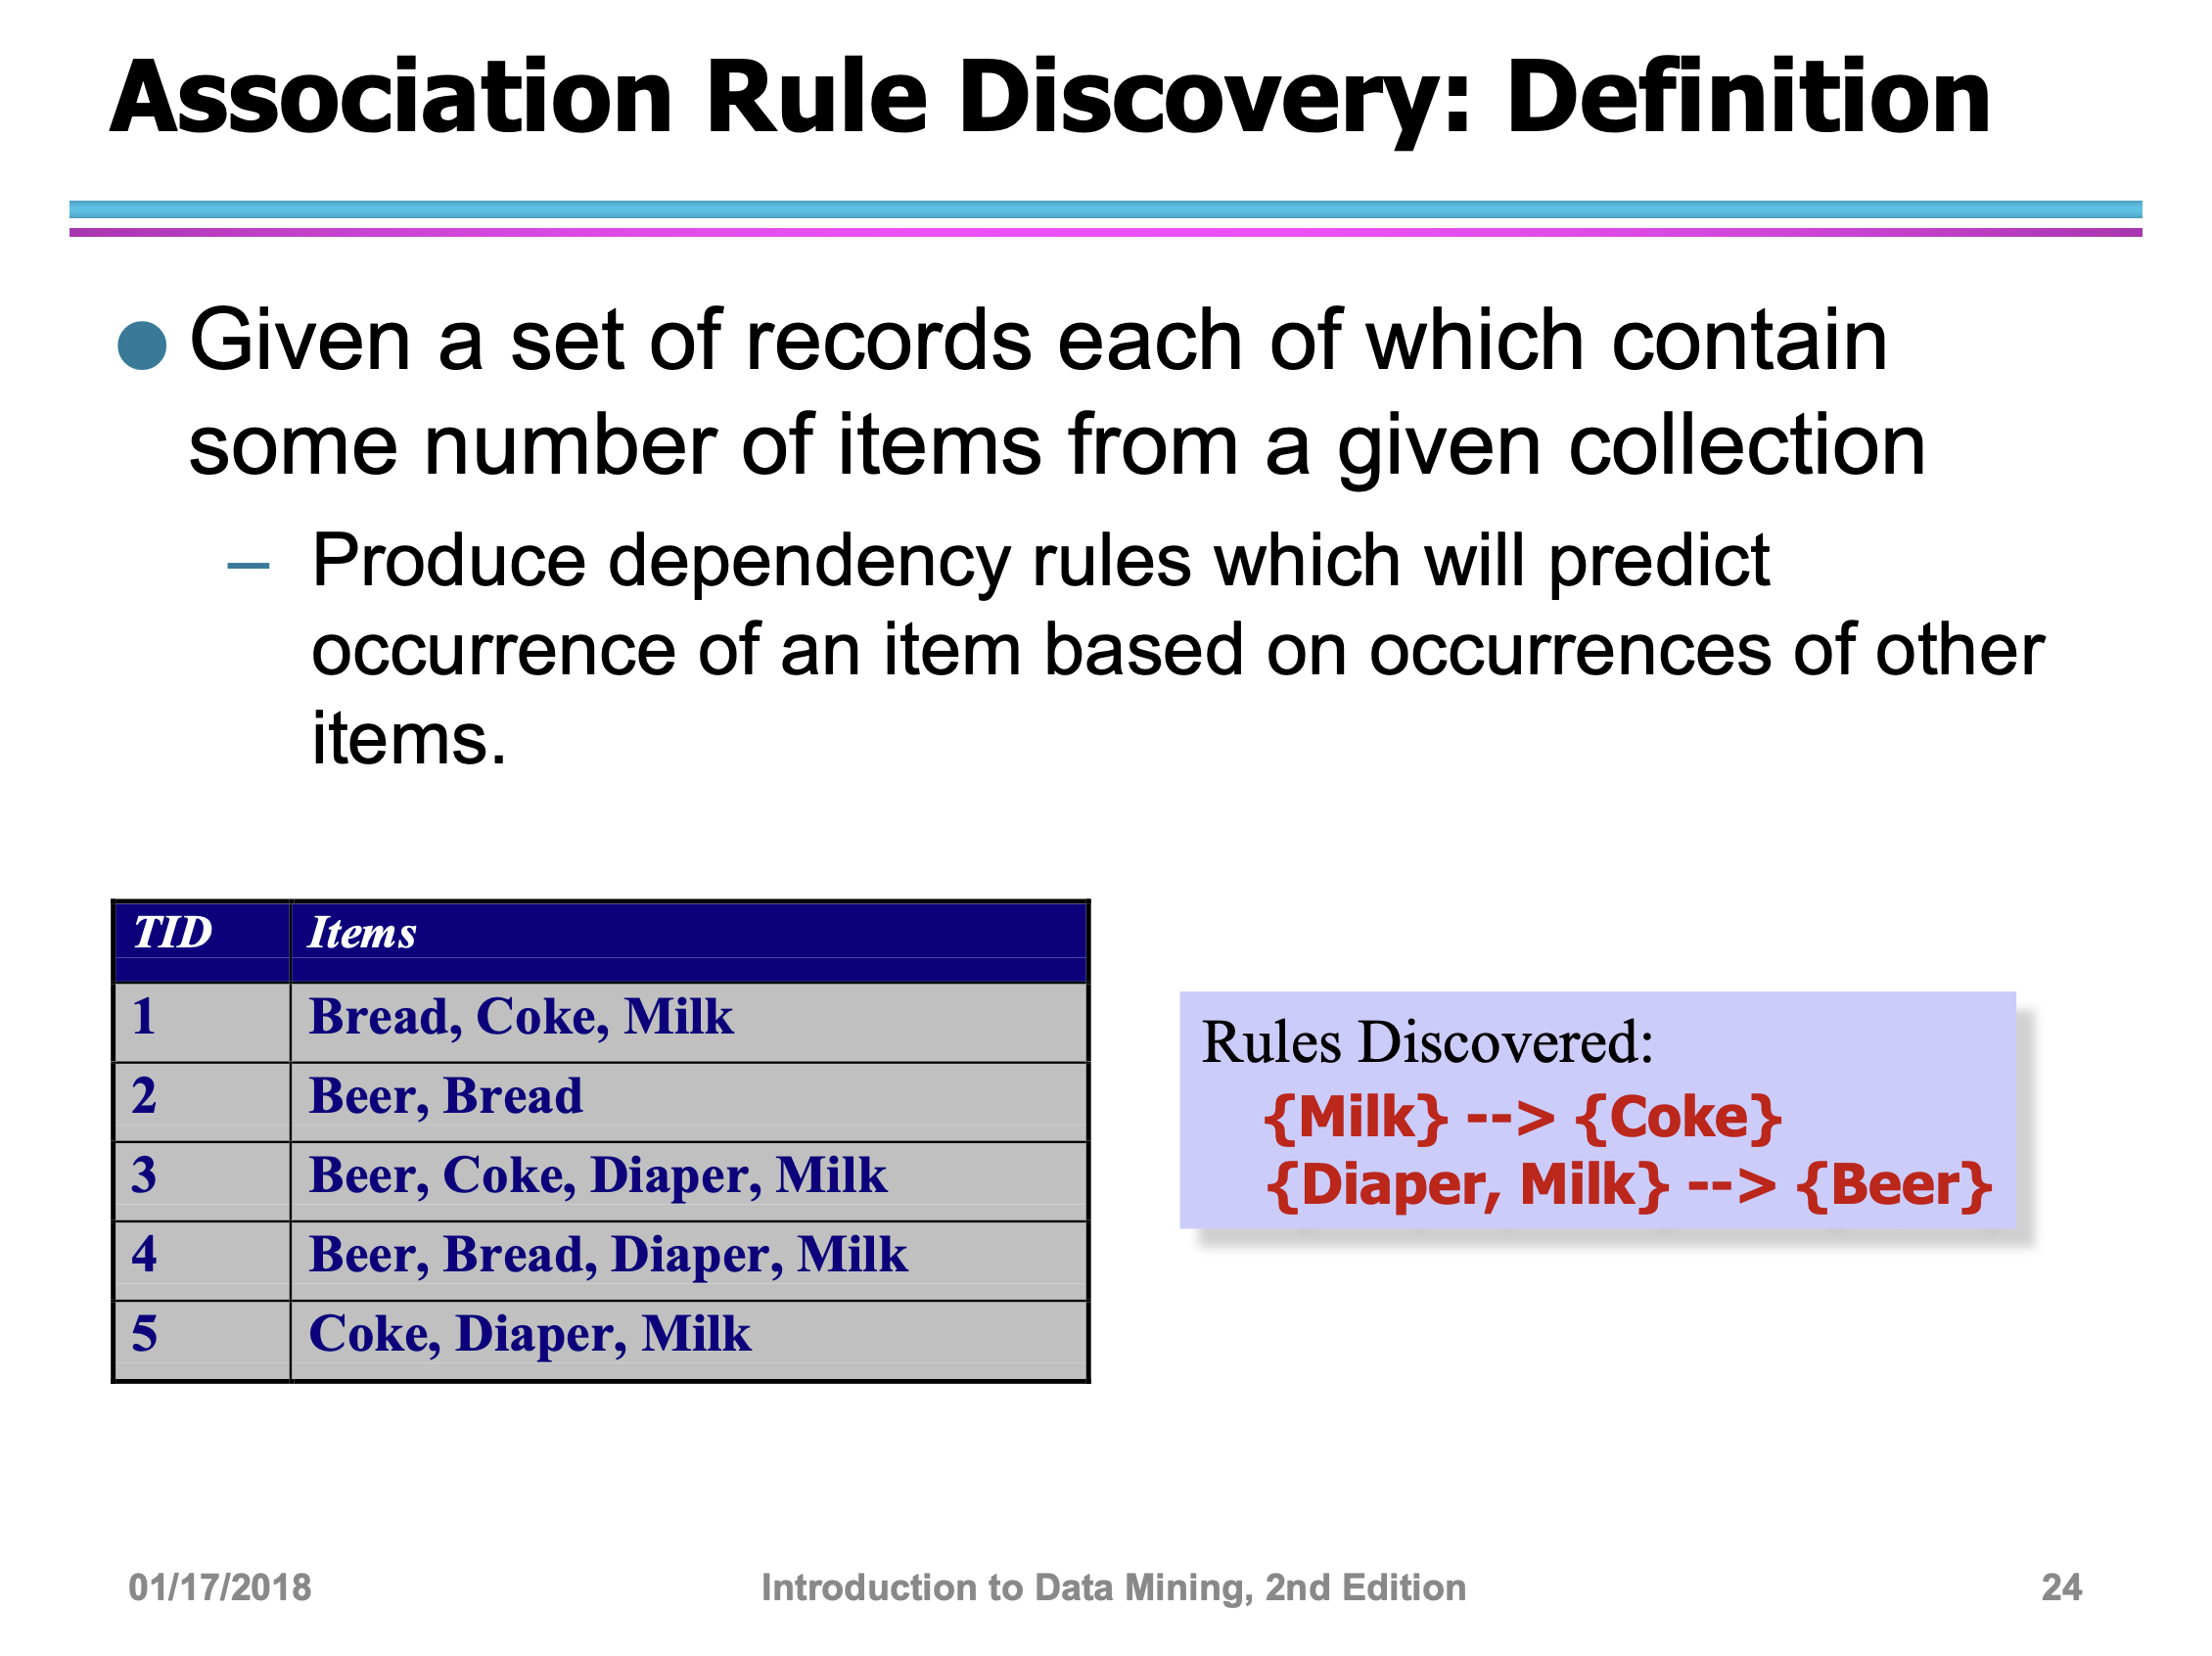 Association Rule Discovery: Definition
Given a set of records each of which contain
some number of items from a given collection
– Produce dependency rules which will predict
occurrence of an item based on occurrences of other
items.
TID Items
1 Bread, Coke, Milk
2 Beer, Bread
3 Beer, Coke, Diaper, Milk
4 Beer, Bread, Diaper, Milk
5 Coke, Diaper, Milk
Rules Discovered:
{Milk} --> {Coke}
{Diaper, Milk} --> {Beer}
01/17/2018 Introduction to Data Mining, 2nd Edition 24